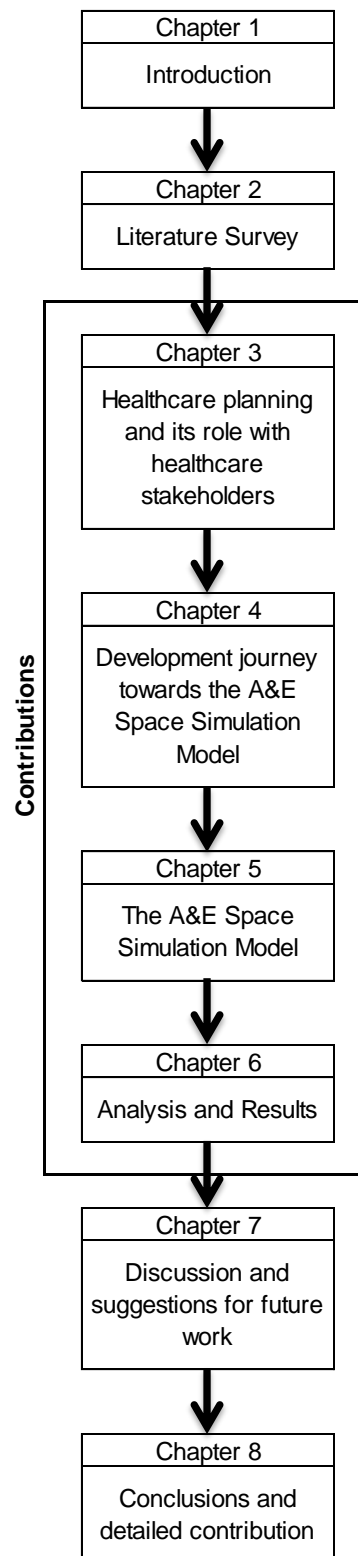 Chapter 1
Introduction
Chapter 2
Literature Survey
Contributions
Chapter 3
Healthcare planning
and its role with
healthcare
stakeholders
Chapter 4
Development journey
towards the A&E
Space Simulation
Model
Chapter 5
The A&E Space
Simulation Model
Chapter 6
Analysis and Results
Chapter 7
Discussion and
suggestions for future
work
Chapter 8
Conclusions and
detailed contribution